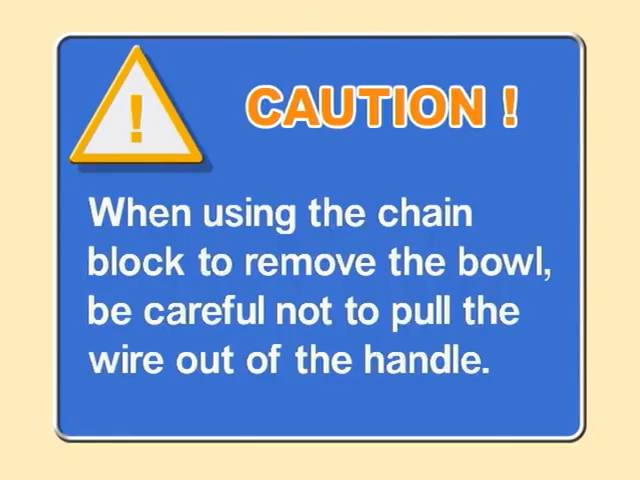 CAUTION !
When using the chain
block to remove the bowl,
be careful not to pull the
wire out of the handle.